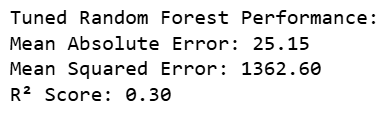 Tuned Random Forest Performance:
Mean Absolute Error: 25.15
Mean Squared Error: 1362.60
R² Score: 0.30